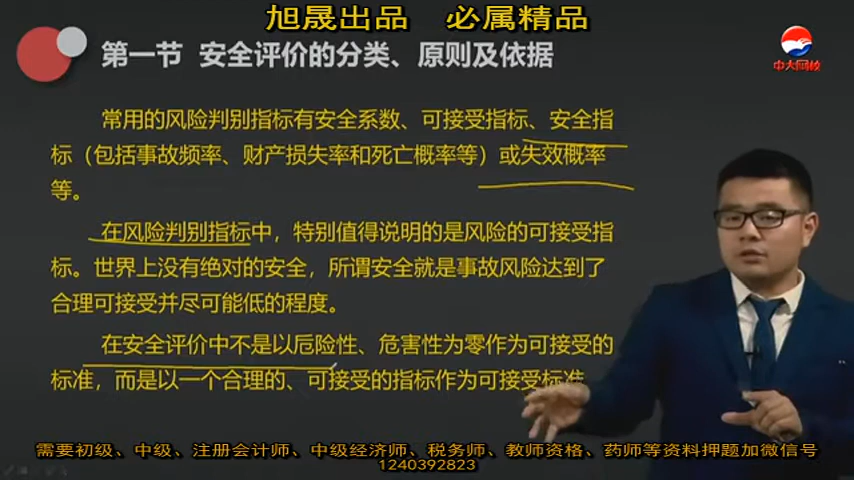 旭晟出品 必属精品
第一节 安全评价的分类、原则及依据
中大网校
常用的风险判别指标有安全系数、可接受指标、安全指
标（包括事故频率、财产损失率和死亡概率等）或失效概率
等。
在风险判别指标中，特别值得说明的是风险的可接受指
标。世界上没有绝对的安全，所谓安全就是事故风险达到了
合理可接受并尽可能低的程度。
在安全评价中不是以危险性、危害性为零作为可接受的
标准，而是以一个合理的、可接受的指标作为可接受标准
需要初级、中级、注册会计师、中级经济师、税务师、教师资格、药师等资料押题加微信号
1240392823